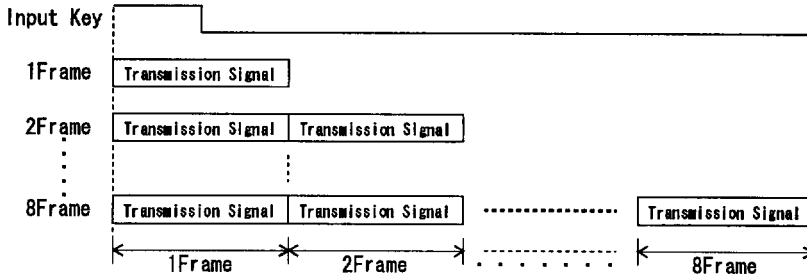 Input Key
1Frame Transmission Signal
2Frame Transmission Signal Transmission Signal
8Frame Transmission Signal Transmission Signal Transmission Signal
1Frame 2Frame 8Frame